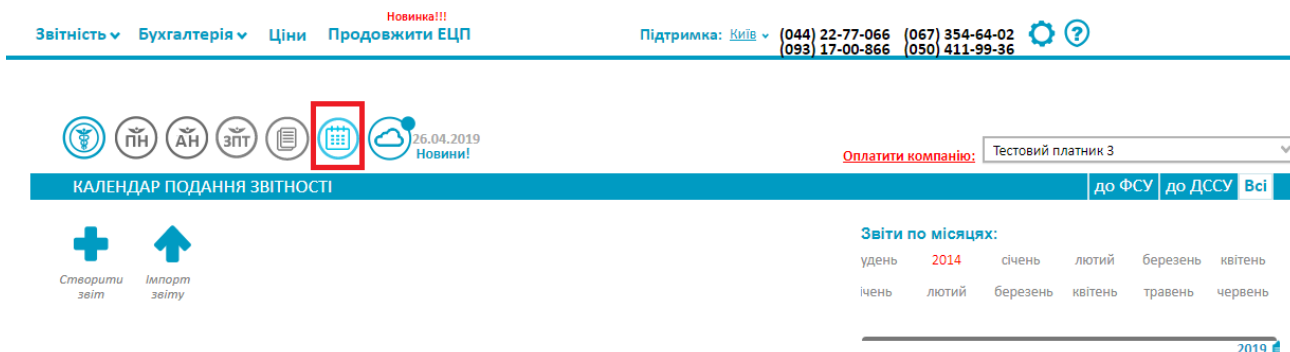 Новинка!!!
Звітність Бухгалтерія Ціни Продовжити ЕЦП
Підтримка: Київ (044) 22-77-066 (067) 354-64-02
(093) 17-00-866 (050) 411-99-36
ПН АН ЗПТ
26.04.2019
Новини!
Оплатити компанію: Тестовий платник 3
КАЛЕНДАР ПОДАННЯ ЗВІТНОСТІ до ФСУ до ДССУ Всі
Звіти по місяцях:
удень 2014 січень лютий березень квітень
Створити звіт
Імпорт звіту
ічень лютий березень квітень травень червень
2019